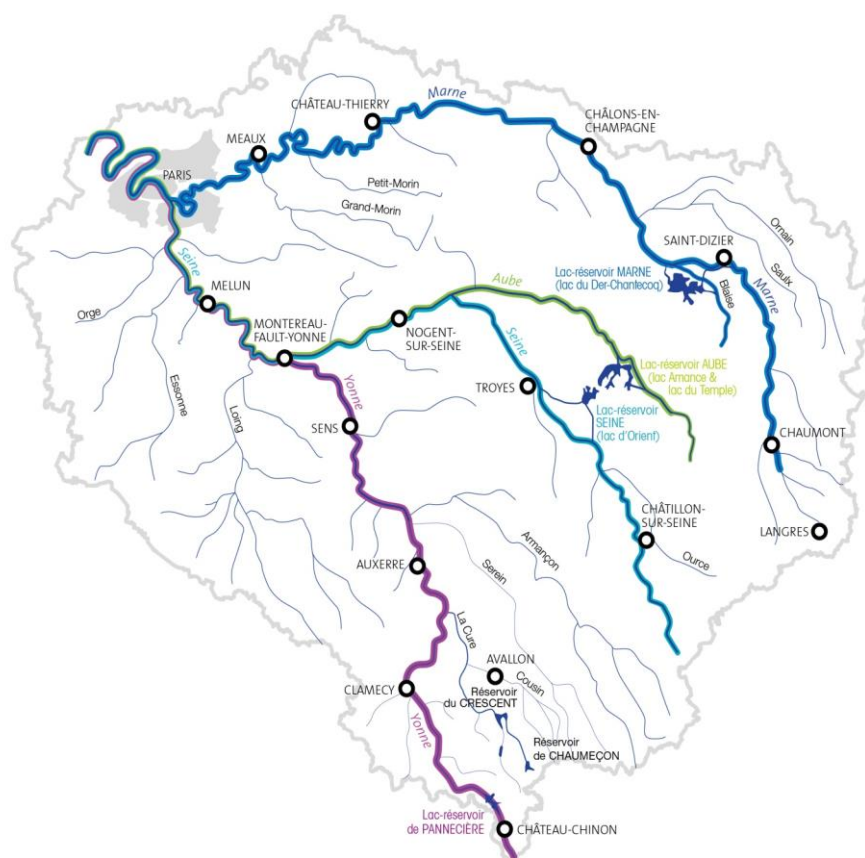 CHÂTEAU-THIERRY
Marne
CHÂLONS-EN-
CHAMPAGNE
MEAUX
PARIS
Petit-Morin
Grand-Morin
Ornain
Saulx
SAINT-DIZIER
Lac-réservoir MARNE
(lac du Der-Chantecoq)
Blaise
Marne
Seine
Aube
MELUN
Orge
MONTEREAU-
FAULT-YONNE
NOGENT-
SUR-SEINE
Seine
Lac-réservoir AUBE
(lac Amance &
lac du Temple)
TROYES
Lac-réservoir
SEINE
(lac d'Orient)
Essonne
Loing
Yonne
SENS
CHAUMONT
CHÂTILLON-
SUR-SEINE
LANGRES
Ource
Armançon
Serein
AUXERRE
La Cure
AVALLON
Cousin
CLAMECY
Réservoir
du CRESCENT
Yonne
Réservoir
de CHAUMEÇON
Lac-réservoir
de PANNECIÈRE
CHÂTEAU-CHINON